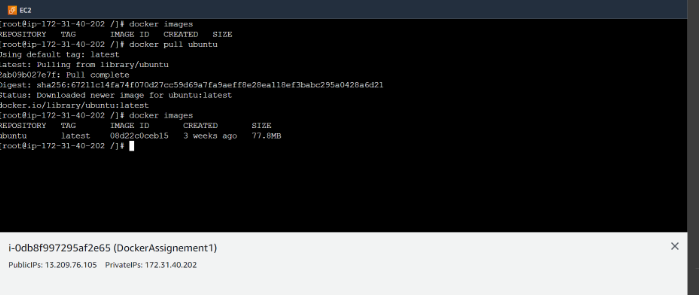 EC2
[root@ip-172-31-40-202 /]# docker images
REPOSITORY TAG IMAGE ID CREATED SIZE
[root@ip-172-31-40-202 /]# docker pull ubuntu
Using default tag: latest
latest: Pulling from library/ubuntu
2ab09b027e7f: Pull complete
Digest: sha256:67211c14fa74f070d27cc59d69a7fa9aeff8e28ea118ef3babc295a0428a6d21
Status: Downloaded newer image for ubuntu:latest
docker.io/library/ubuntu:latest
[root@ip-172-31-40-202 /]# docker images
REPOSITORY TAG IMAGE ID CREATED SIZE
ubuntu latest 08d22c0ceb15 3 weeks ago 77.8MB
[root@ip-172-31-40-202 /]#
i-0db8f997295af2e65 (DockerAssignement1)
PublicIPs: 13.209.76.105 PrivateIPs: 172.31.40.202